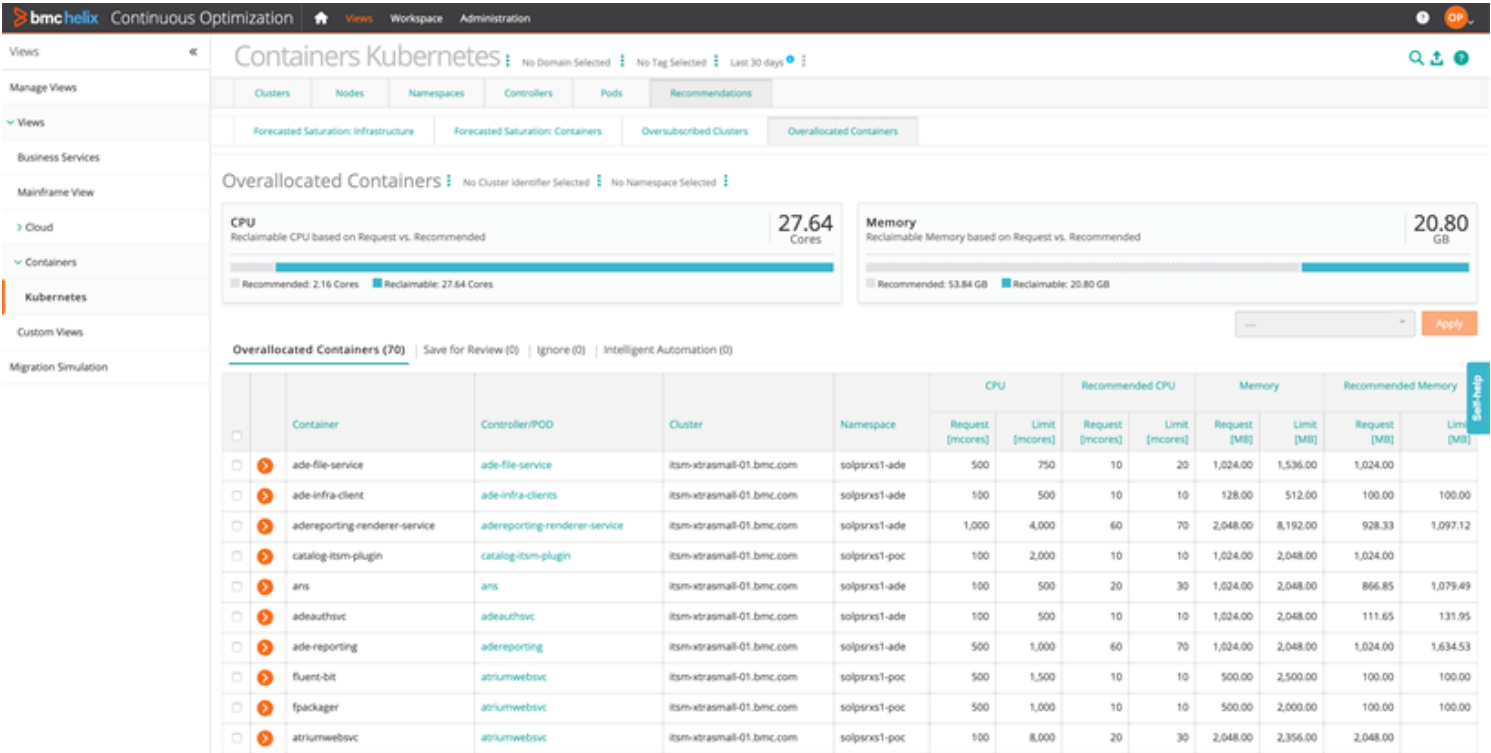 bmc helix Continuous Optimization Views Workspace Administration ? OP
Views «
Manage Views
Views
Business Services
Mainframe View
Cloud
Containers
Kubernetes
Custom Views
Migration Simulation
Containers Kubernetes No Domain Selected No Tag Selected Last 30 days
Clusters Nodes Namespaces Controllers Pods Recommendations
Forecasted Saturation: Infrastructure Forecasted Saturation: Containers Oversubscribed Clusters Overallocated Containers
Overallocated Containers No Cluster identifier Selected No Namespace Selected
CPU
Reclaimable CPU based on Request vs. Recommended
27.64
Cores
Recommended: 2.16 Cores Reclaimable: 27.64 Cores
Memory
Reclaimable Memory based on Request vs. Recommended
20.80
GB
Recommended: 53.84 GB Reclaimable: 20.80 GB
--- Apply
Overallocated Containers (70) Save for Review (0) Ignore (0) Intelligent Automation (0)
Self-help
CPU Recommended CPU Memory Recommended Memory
Container Controller/POD Cluster Namespace Request [mcores] Limit [mcores] Request [mcores] Limit [mcores] Request [MB] Limit [MB] Request [MB] Limi [MB]
ade-file-service ade-file-service itsm-xtrasmall-01.bmc.com solpsrxs1-ade 500 750 10 20 1,024.00 1,536.00 1,024.00
ade-infra-client ade-infra-clients itsm-xtrasmall-01.bmc.com solpsrxs1-ade 100 500 10 10 128.00 512.00 100.00 100.00
adereporting-renderer-service adereporting-renderer-service itsm-xtrasmall-01.bmc.com solpsrxs1-ade 1,000 4,000 60 70 2,048.00 8,192.00 928.33 1,097.12
catalog-itsm-plugin catalog-itsm-plugin itsm-xtrasmall-01.bmc.com solpsrxs1-poc 100 2,000 10 10 1,024.00 2,048.00 1,024.00
ans ans itsm-xtrasmall-01.bmc.com solpsrxs1-ade 100 500 20 30 1,024.00 2,048.00 866.85 1,079.49
adeauthsvc adeauthsvc itsm-xtrasmall-01.bmc.com solpsrxs1-ade 100 500 10 10 1,024.00 2,048.00 111.65 131.95
ade-reporting adereporting itsm-xtrasmall-01.bmc.com solpsrxs1-ade 500 1,000 60 70 1,024.00 2,048.00 1,024.00 1,634.53
fluent-bit atriumwebsvc itsm-xtrasmall-01.bmc.com solpsrxs1-poc 500 1,500 10 10 500.00 2,500.00 100.00 100.00
fpackager atriumwebsvc itsm-xtrasmall-01.bmc.com solpsrxs1-poc 500 1,000 10 10 500.00 2,000.00 100.00 100.00
atriumwebsvc atriumwebsvc itsm-xtrasmall-01.bmc.com solpsrxs1-poc 100 8,000 20 30 2,048.00 2,356.00 2,048.00